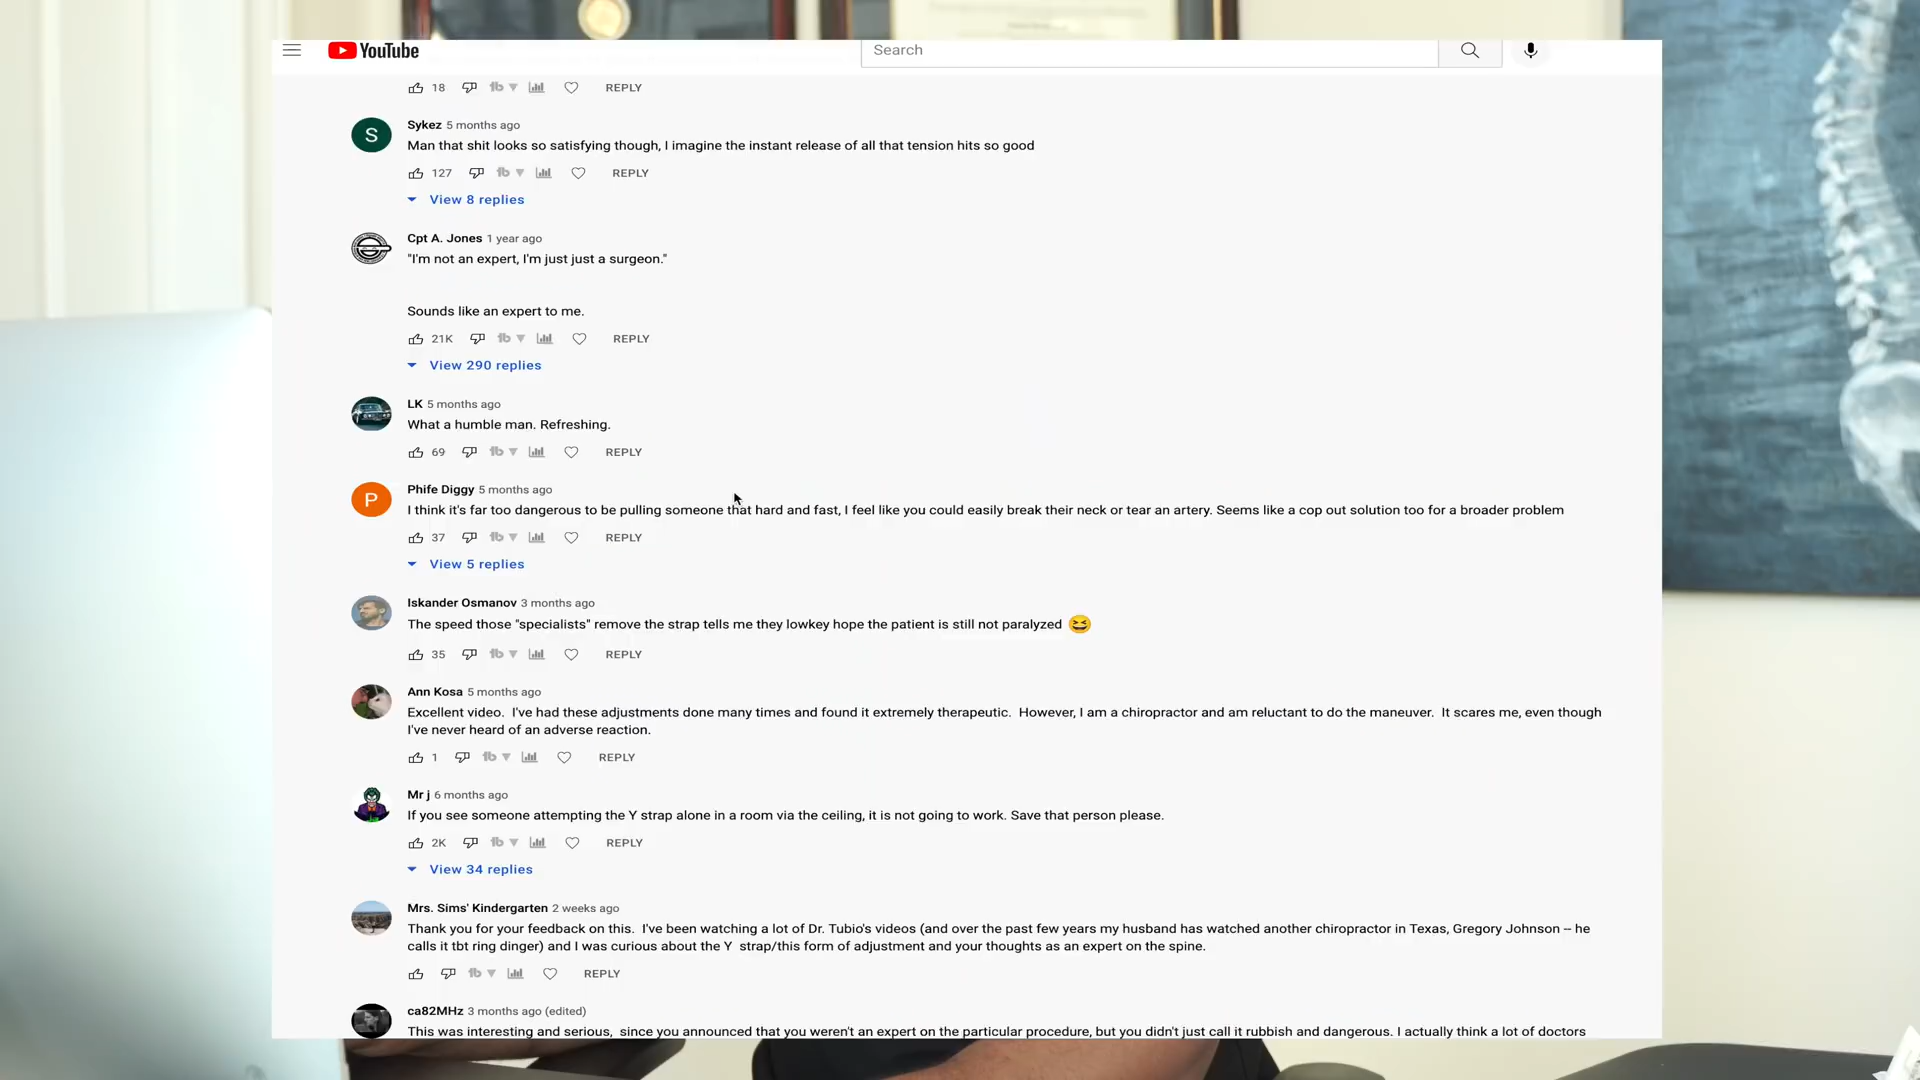 YouTube
Search
18 REPLY
S
Sykez 5 months ago
Man that shit looks so satisfying though, I imagine the instant release of all that tension hits so good
127 REPLY
View 8 replies
Cpt A. Jones 1 year ago
"I'm not an expert, I'm just just a surgeon."
Sounds like an expert to me.
21K REPLY
View 290 replies
LK 5 months ago
What a humble man. Refreshing.
69 REPLY
P
Phife Diggy 5 months ago
I think it's far too dangerous to be pulling someone that hard and fast, I feel like you could easily break their neck or tear an artery. Seems like a cop out solution too for a broader problem
37 REPLY
View 5 replies
Iskander Osmanov 3 months ago
The speed those "specialists" remove the strap tells me they lowkey hope the patient is still not paralyzed 😆
35 REPLY
Ann Kosa 5 months ago
Excellent video.  I've had these adjustments done many times and found it extremely therapeutic.  However, I am a chiropractor and am reluctant to do the maneuver.  It scares me, even though
I've never heard of an adverse reaction.
1 REPLY
Mr j 6 months ago
If you see someone attempting the Y strap alone in a room via the ceiling, it is not going to work. Save that person please.
2K REPLY
View 34 replies
Mrs. Sims' Kindergarten 2 weeks ago
Thank you for your feedback on this.  I've been watching a lot of Dr. Tubio's videos (and over the past few years my husband has watched another chiropractor in Texas, Gregory Johnson -- he
calls it tbt ring dinger) and I was curious about the Y  strap/this form of adjustment and your thoughts as an expert on the spine.
REPLY
ca82MHz 3 months ago (edited)
This was interesting and serious,  since you announced that you weren't an expert on the particular procedure, but you didn't just call it rubbish and dangerous. I actually think a lot of doctors